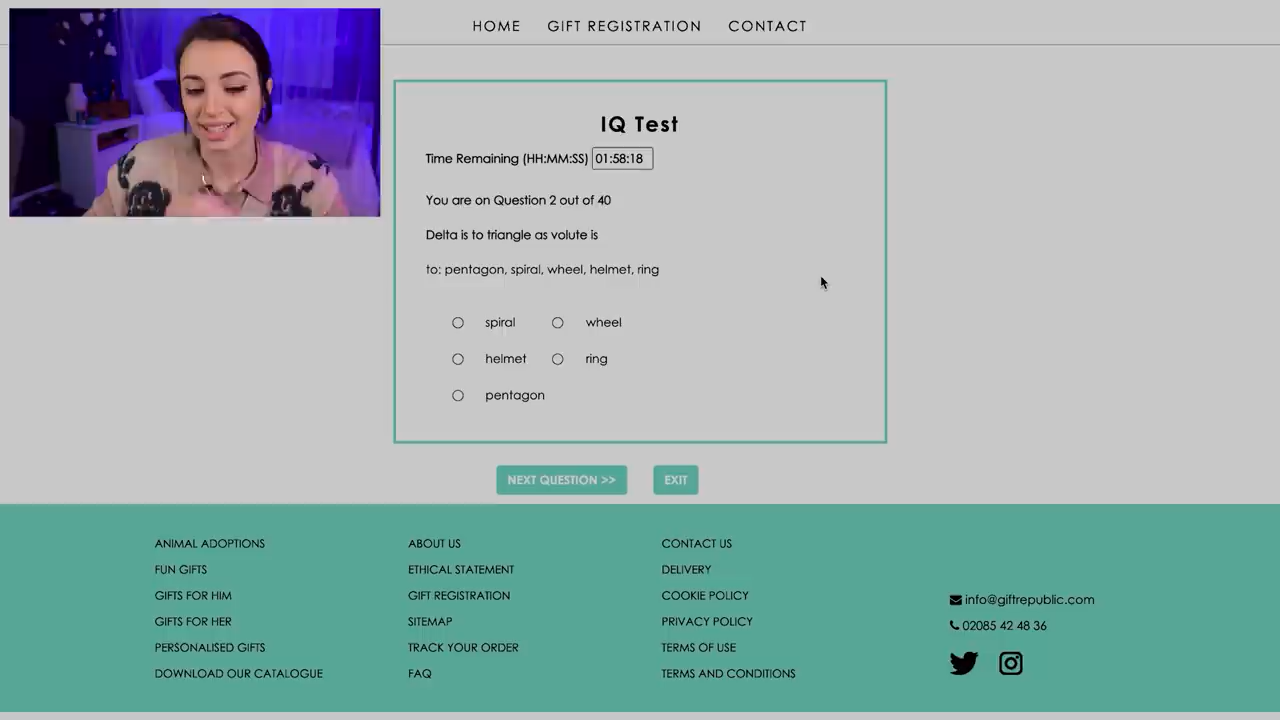 HOME GIFT REGISTRATION CONTACT
IQ Test
Time Remaining (HH:MM:SS) 01:58:18
You are on Question 2 out of 40
Delta is to triangle as volute is
to: pentagon, spiral, wheel, helmet, ring
spiral wheel
helmet ring
pentagon
NEXT QUESTION >> EXIT
ANIMAL ADOPTIONS
FUN GIFTS
GIFTS FOR HIM
GIFTS FOR HER
PERSONALISED GIFTS
DOWNLOAD OUR CATALOGUE
ABOUT US
ETHICAL STATEMENT
GIFT REGISTRATION
SITEMAP
TRACK YOUR ORDER
FAQ
CONTACT US
DELIVERY
COOKIE POLICY
PRIVACY POLICY
TERMS OF USE
TERMS AND CONDITIONS
info@giftrepublic.com
02085 42 48 36